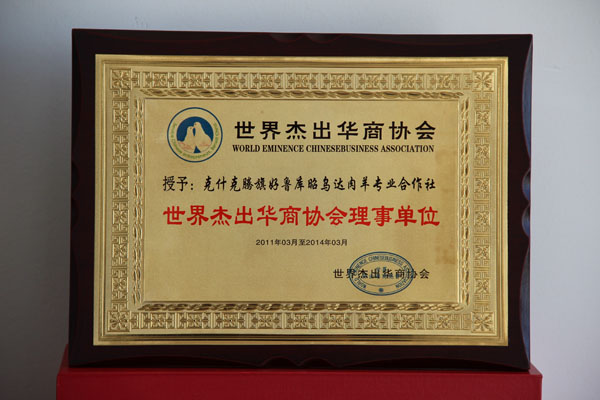 世界杰出华商协会
WORLD EMINENCE CHINESEBUSINESS ASSOCIATION
授予：克什克腾旗好鲁库昭乌达肉羊专业合作社
世界杰出华商协会理事单位
2011年03月至2014年03月
世界杰出华商协会